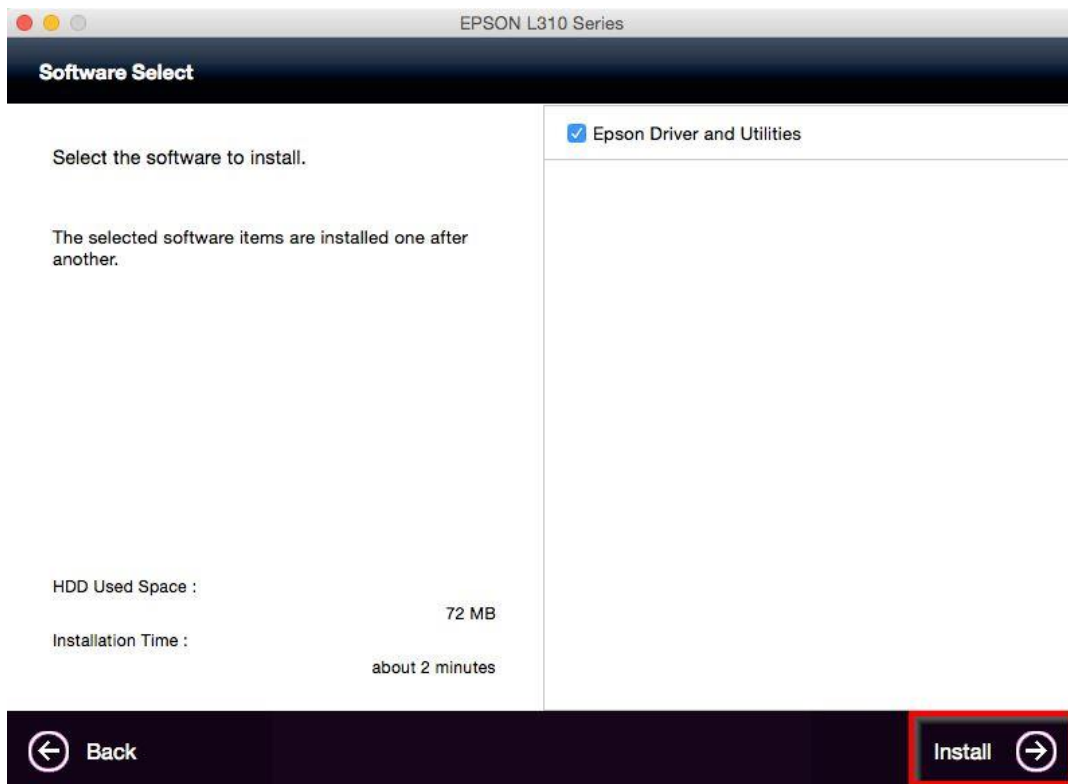 EPSON L310 Series
Software Select
Select the software to install.
The selected software items are installed one after
another.
Epson Driver and Utilities
HDD Used Space :
72 MB
Installation Time :
about 2 minutes
Back
Install